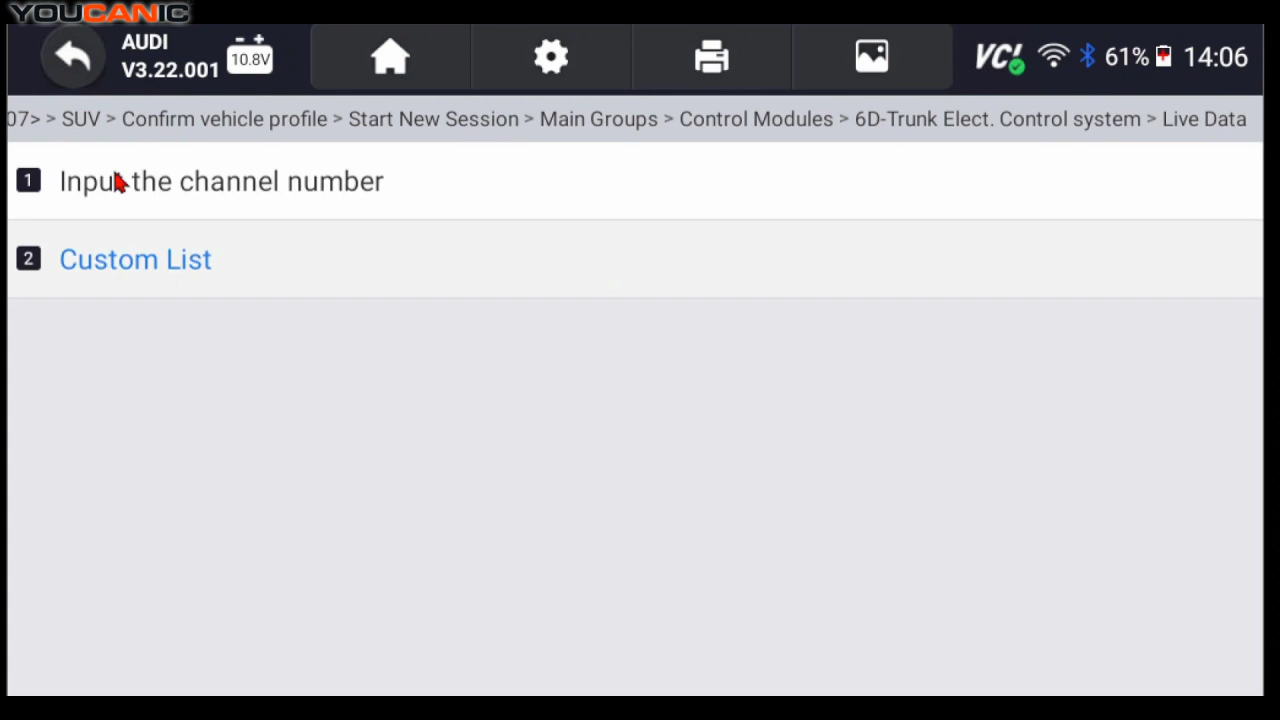 YOUCANIC
AUDI
V3.22.001
- +
10.8V
VCI
61%
14:06
07> > SUV > Confirm vehicle profile > Start New Session > Main Groups > Control Modules > 6D-Trunk Elect. Control system > Live Data
1 Input the channel number
2 Custom List